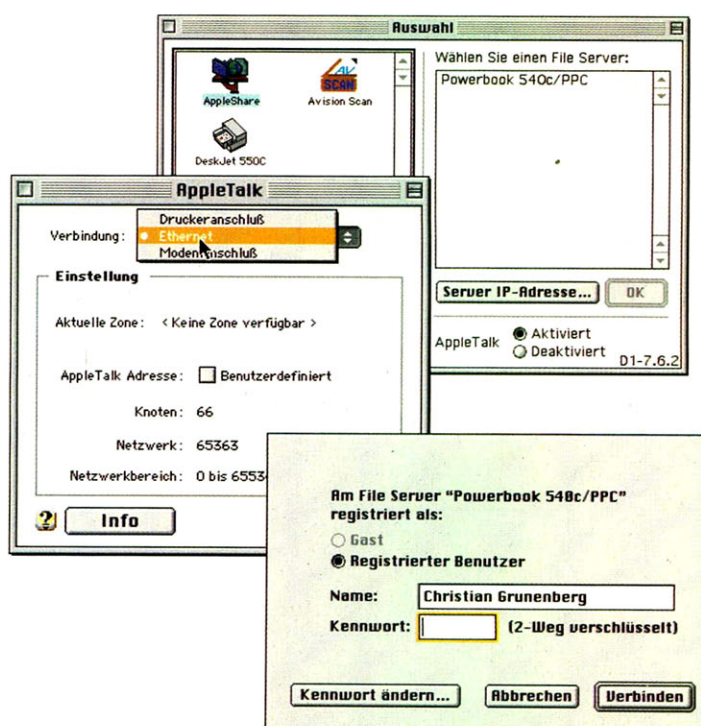 Auswahl
Wählen Sie einen File Server:
Powerbook 540c/PPC
AppleShare
AV SCAN
Avision Scan
DeskJet 550C
Server IP-Adresse... OK
AppleTalk
Aktiviert
Deaktiviert
D1-7.6.2
AppleTalk
Verbindung:
Druckeranschluß
Ethernet
Modemanschluß
Einstellung
Aktuelle Zone: < Keine Zone verfügbar >
AppleTalk Adresse: Benutzerdefiniert
Knoten: 66
Netzwerk: 65363
Netzwerkbereich: 0 bis
? Info
Am File Server "Powerbook 540c/PPC"
registriert als:
Gast
Registrierter Benutzer
Name: Christian Grunenberg
Kennwort: (2-Weg verschlüsselt)
Kennwort ändern... Abbrechen Verbinden